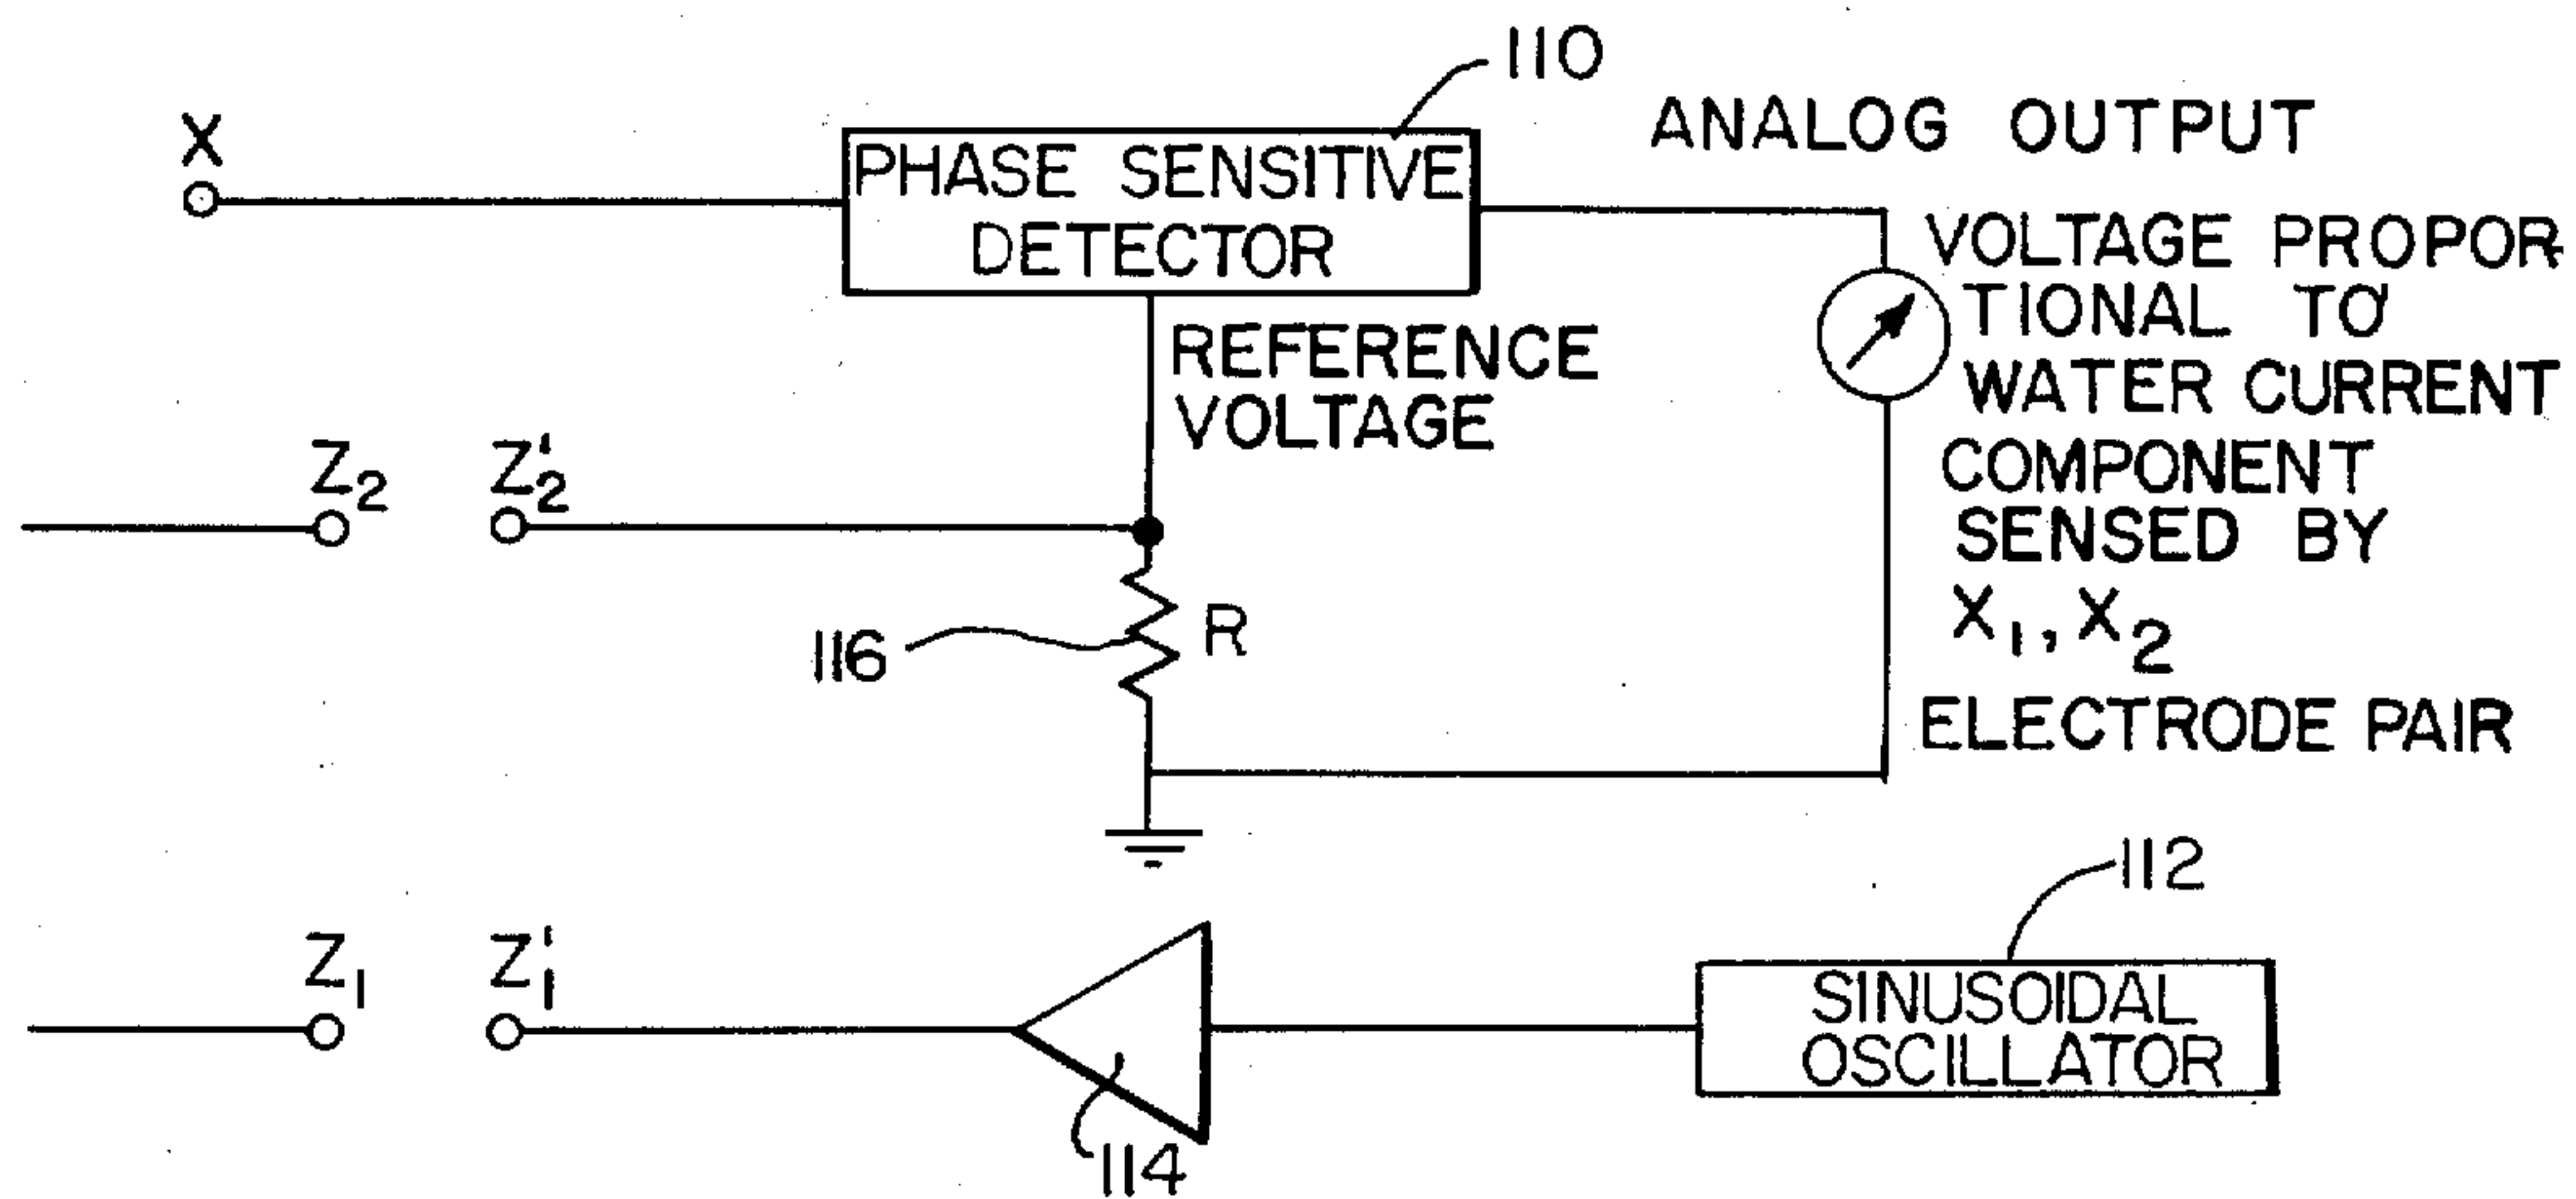 110
ANALOG OUTPUT
X
PHASE SENSITIVE
DETECTOR
VOLTAGE PROPOR-
TIONAL TO
WATER CURRENT
COMPONENT
SENSED BY
X₁, X₂
ELECTRODE PAIR
REFERENCE
VOLTAGE
Z₂
Z'₂
116
R
112
Z₁
Z'₁
SINUSOIDAL
OSCILLATOR
114